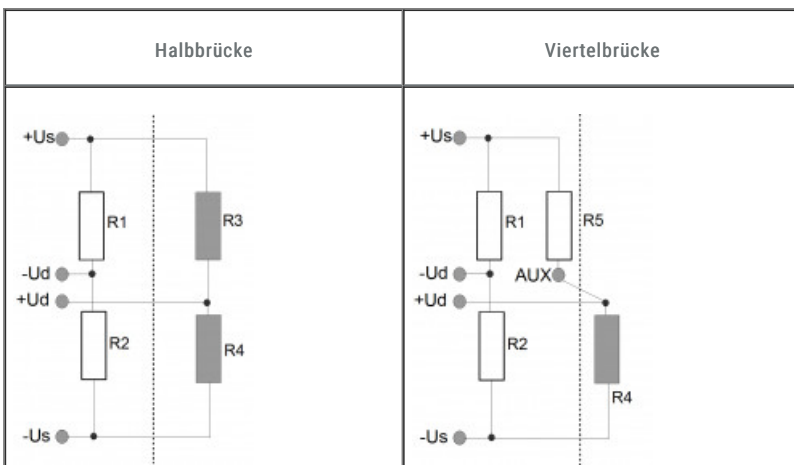 Halbbrücke
Viertelbrücke
+Us
R1
R3
-Ud
+Ud
R2
R4
-Us
+Us
R1
R5
-Ud
AUX
+Ud
R2
R4
-Us